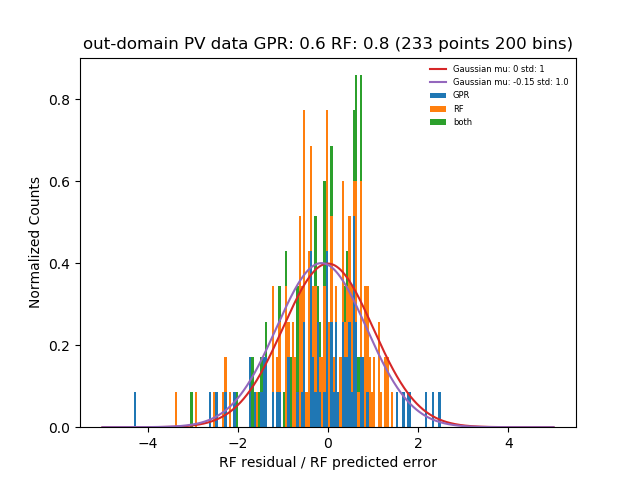 out-domain PV data GPR: 0.6 RF: 0.8 (233 points 200 bins)
Gaussian mu: 0 std: 1
Gaussian mu: -0.15 std: 1.0
GPR
RF
both
Normalized Counts
0.8
0.6
0.4
0.2
0.0
−4 −2 0 2 4
RF residual / RF predicted error